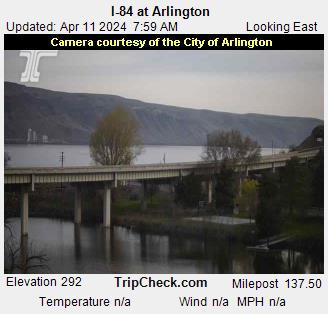 I-84 at Arlington
Updated: Apr 11 2024 7:59 AM Looking East
Camera courtesy of the City of Arlington
Elevation 292 TripCheck.com Milepost 137.50
Temperature n/a Wind n/a MPH n/a